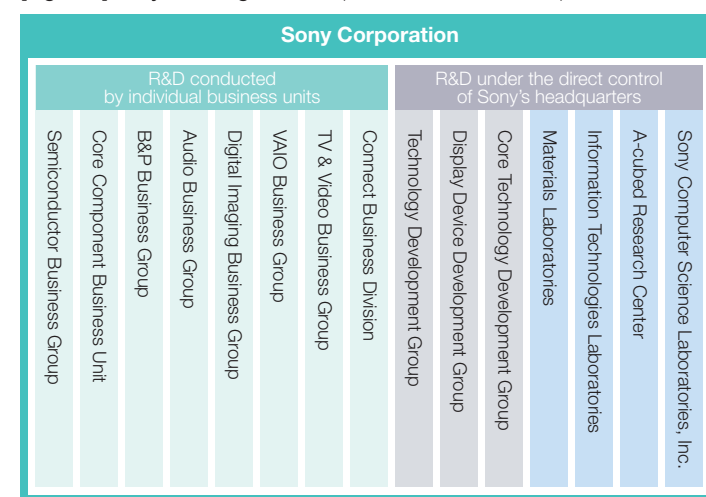 Sony Corporation
R&D conducted
by individual business units
R&D under the direct control
of Sony's headquarters
Semiconductor Business Group
Core Component Business Unit
B&P Business Group
Audio Business Group
Digital Imaging Business Group
VAIO Business Group
TV & Video Business Group
Connect Business Division
Technology Development Group
Display Device Development Group
Core Technology Development Group
Materials Laboratories
Information Technologies Laboratories
A-cubed Research Center
Sony Computer Science Laboratories, Inc.